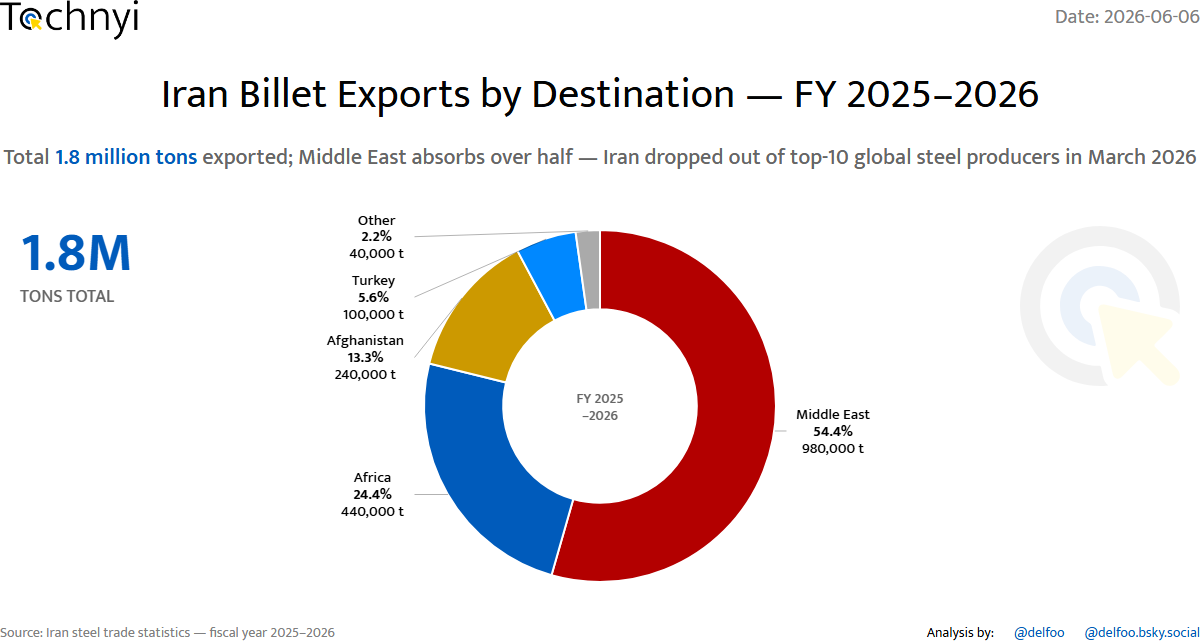 Technyi
Date: 2026-06-06
Iran Billet Exports by Destination — FY 2025–2026
Total 1.8 million tons exported; Middle East absorbs over half — Iran dropped out of top-10 global steel producers in March 2026
1.8M
TONS TOTAL
Other
2.2%
40,000 t
Turkey
5.6%
100,000 t
Afghanistan
13.3%
240,000 t
Africa
24.4%
440,000 t
FY 2025
–2026
Middle East
54.4%
980,000 t
Source: Iran steel trade statistics — fiscal year 2025–2026
Analysis by: @delfoo @delfoo.bsky.social